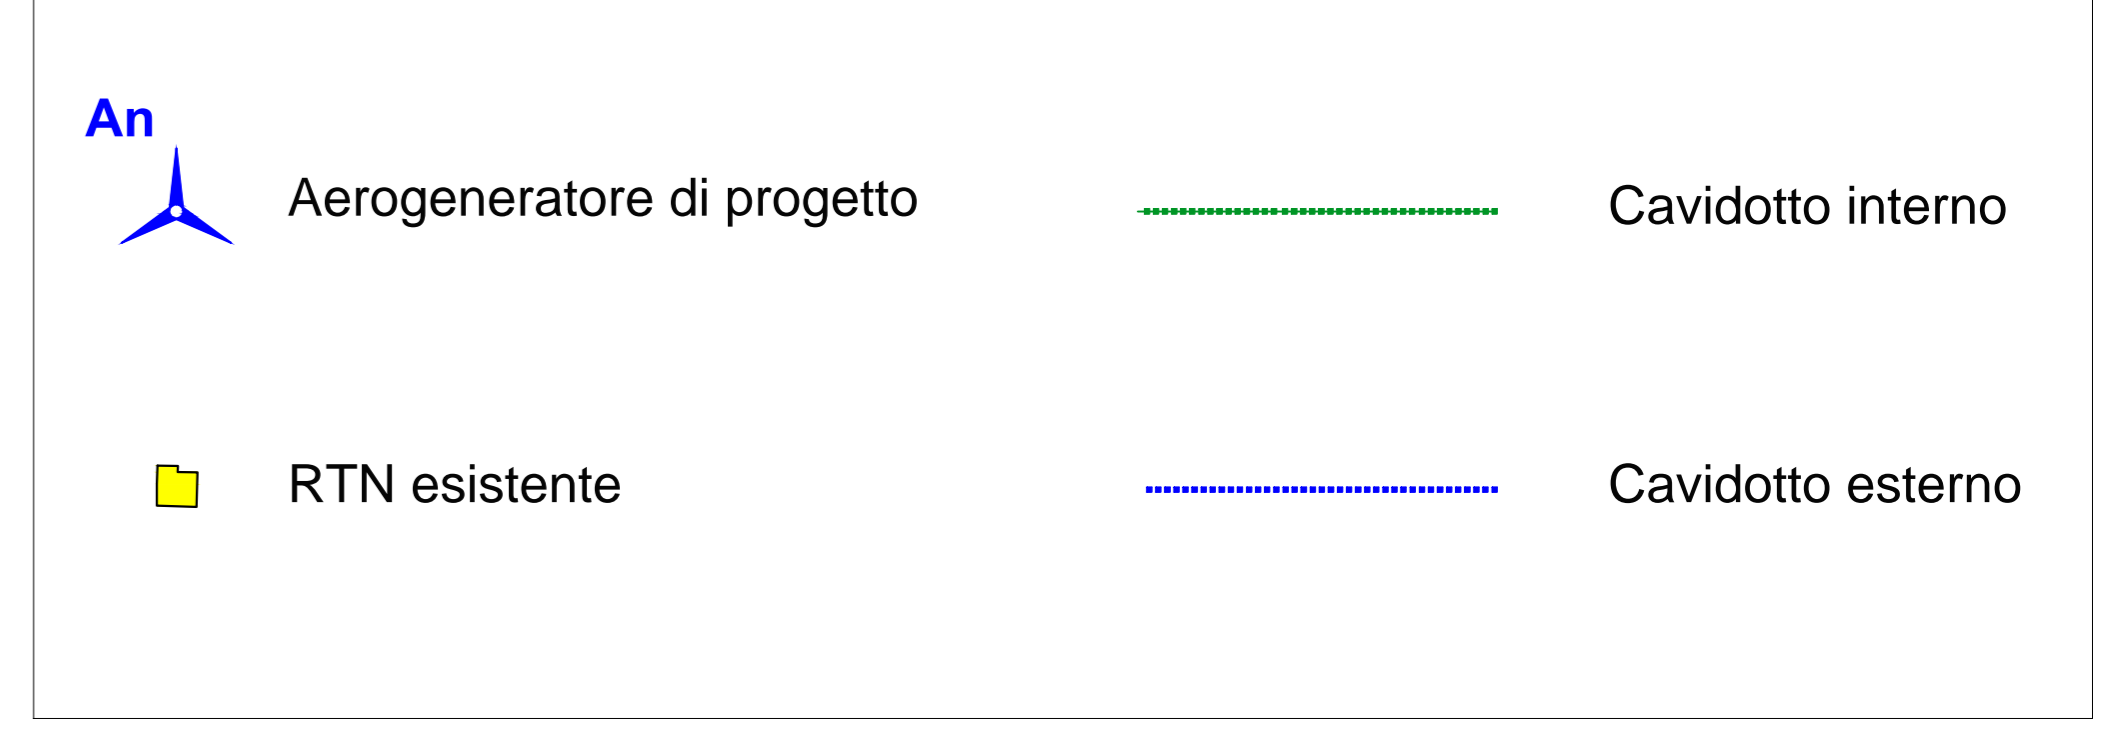 An
Aerogeneratore di progetto
Cavidotto interno
RTN esistente
Cavidotto esterno